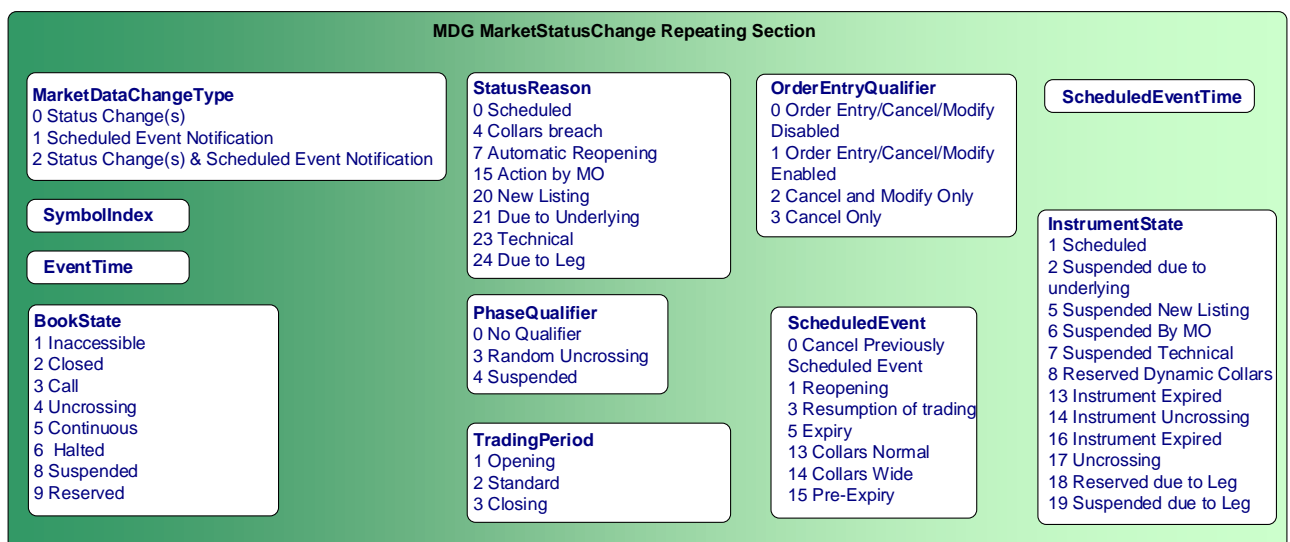 MDG MarketStatusChange Repeating Section
MarketDataChangeType
0 Status Change(s)
1 Scheduled Event Notification
2 Status Change(s) & Scheduled Event Notification
SymbolIndex
EventTime
BookState
1 Inaccessible
2 Closed
3 Call
4 Uncrossing
5 Continuous
6 Halted
8 Suspended
9 Reserved
StatusReason
0 Scheduled
4 Collars breach
7 Automatic Reopening
15 Action by MO
20 New Listing
21 Due to Underlying
23 Technical
24 Due to Leg
PhaseQualifier
0 No Qualifier
3 Random Uncrossing
4 Suspended
TradingPeriod
1 Opening
2 Standard
3 Closing
OrderEntryQualifier
0 Order Entry/Cancel/Modify
Disabled
1 Order Entry/Cancel/Modify
Enabled
2 Cancel and Modify Only
3 Cancel Only
ScheduledEvent
0 Cancel Previously
Scheduled Event
1 Reopening
3 Resumption of trading
5 Expiry
13 Collars Normal
14 Collars Wide
15 Pre-Expiry
ScheduledEventTime
InstrumentState
1 Scheduled
2 Suspended due to
underlying
5 Suspended New Listing
6 Suspended By MO
7 Suspended Technical
8 Reserved Dynamic Collars
13 Instrument Expired
14 Instrument Uncrossing
16 Instrument Expired
17 Uncrossing
18 Reserved due to Leg
19 Suspended due to Leg